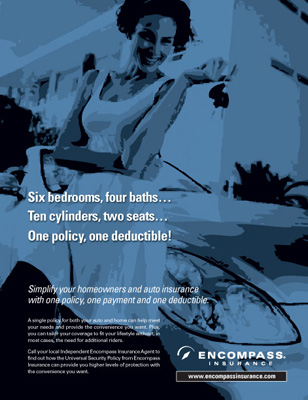 Six bedrooms, four baths…
Ten cylinders, two seats…
One policy, one deductible!
Simplify your homeowners and auto insurance
with one policy, one payment and one deductible.
A single policy for both your auto and home can help meet
your needs and provide the convenience you want. Plus,
you can tailor your coverage to fit your lifestyle without, in
most cases, the need for additional riders.
Call your local Independent Encompass Insurance Agent to
find out how the Universal Security Policy from Encompass
Insurance can provide you higher levels of protection with
the convenience you want.
ENCOMPASS
INSURANCE
www.encompassinsurance.com